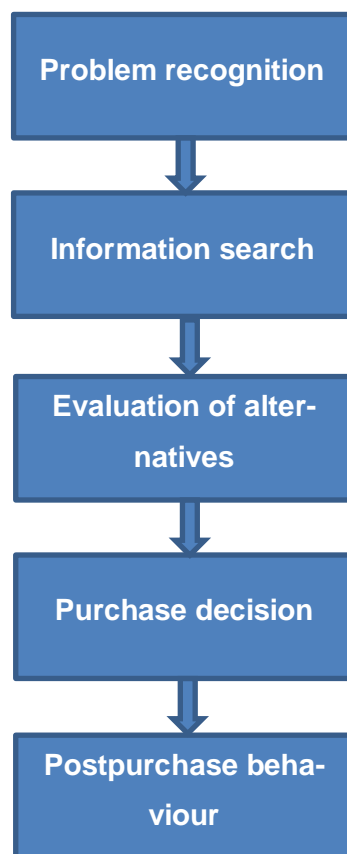 Problem recognition
Information search
Evaluation of alter-
natives
Purchase decision
Postpurchase beha-
viour